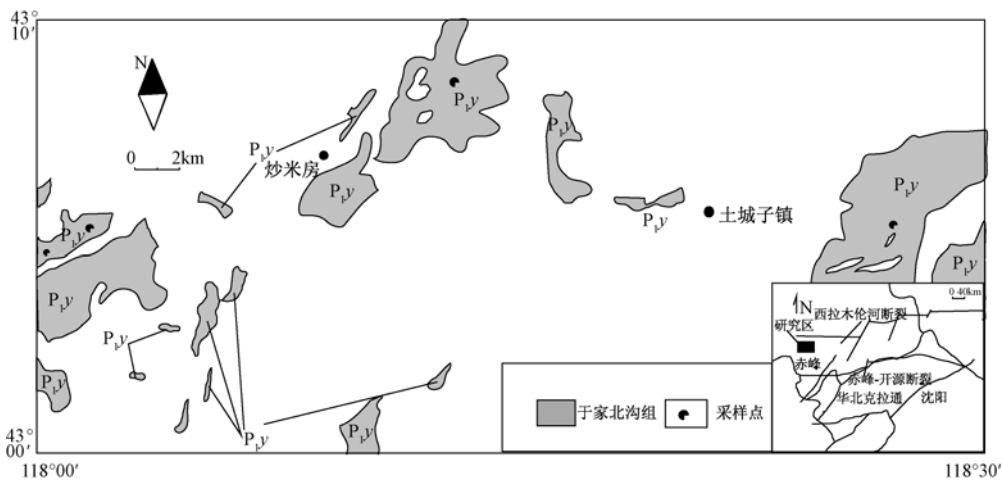 43°
10′
N
0 2km
P₁y
P₁y
炒米房
P₁y
P₁y
P₁y
P₁y
土城子镇
P₁y
P₁y
P₁y
P₁y
P₁y
P₁y
P₁y
于家北沟组
采样点
N
0 40km
西拉木伦河断裂
研究区
赤峰
赤峰-开源断裂
华北克拉通
沈阳
43°
00′
118°00′
118°30′